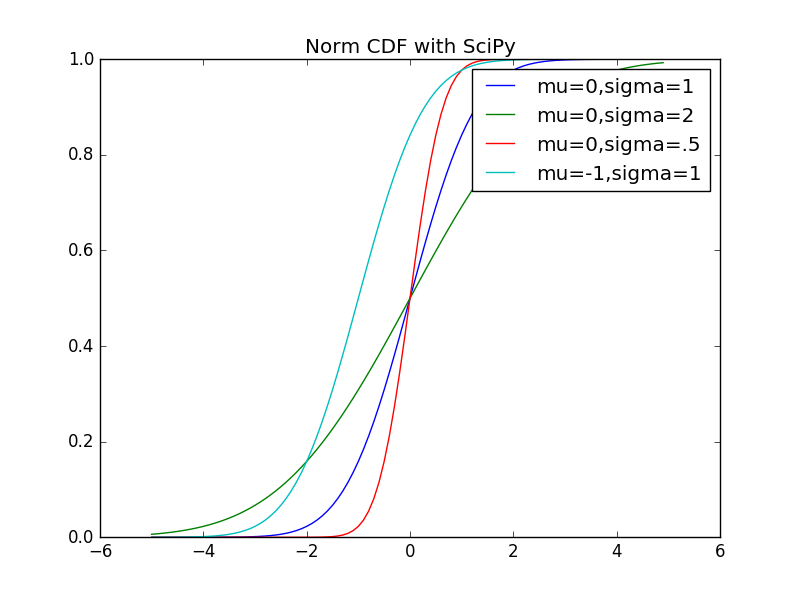 Norm CDF with SciPy
1.0
0.8
0.6
0.4
0.2
0.0
−6
−4
−2
0
2
4
6
mu=0,sigma=1
mu=0,sigma=2
mu=0,sigma=.5
mu=-1,sigma=1